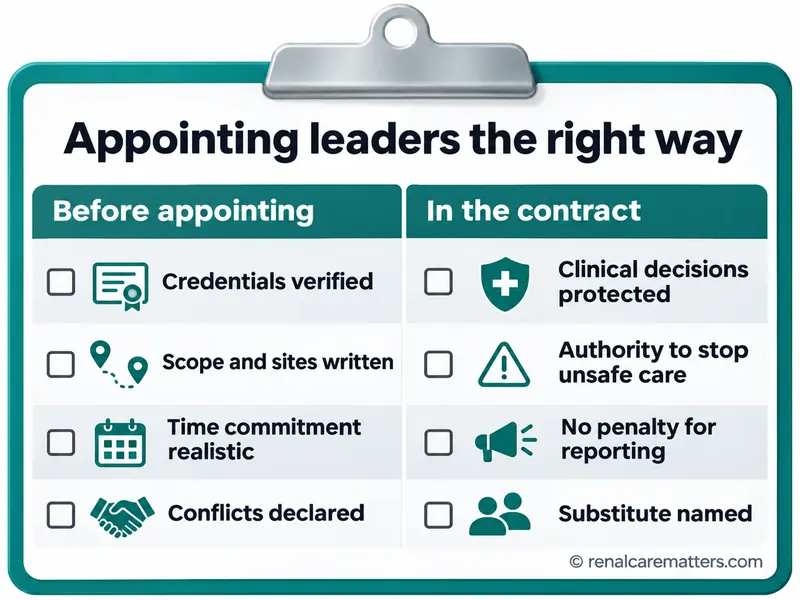 Appointing leaders the right way
Before appointing
Credentials verified
Scope and sites written
Time commitment
realistic
Conflicts declared
In the contract
Clinical decisions
protected
Authority to stop
unsafe care
No penalty for
reporting
Substitute named
© renalcarematters.com